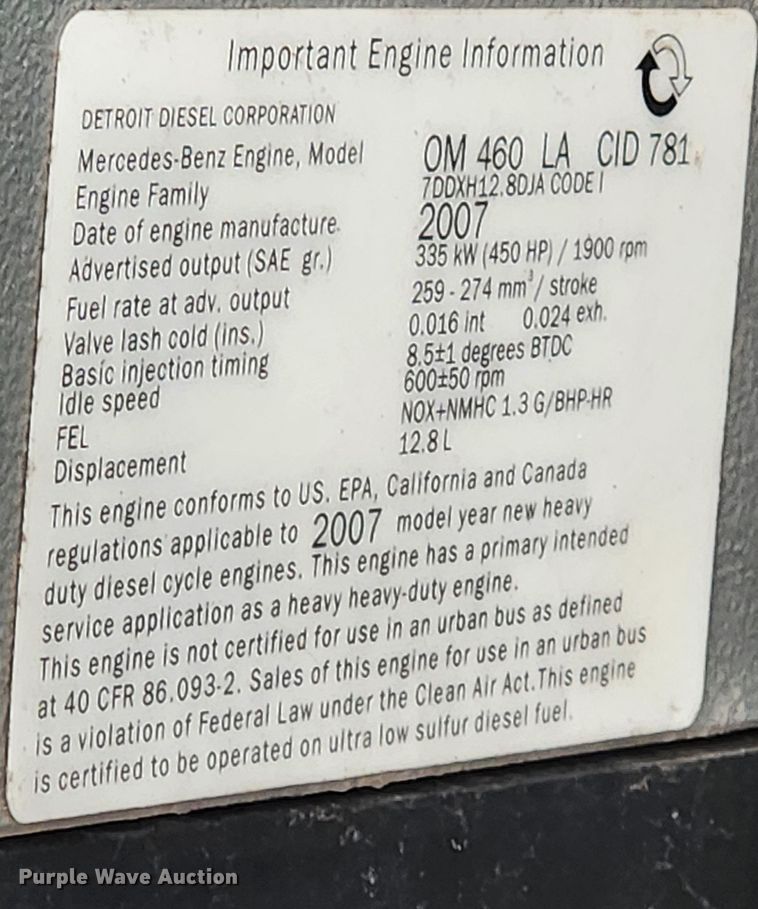 Important Engine Information
DETROIT DIESEL CORPORATION
Mercedes-Benz Engine, Model OM 460 LA CID 781
Engine Family 7DDXH12.8DJA CODE I
Date of engine manufacture. 2007
Advertised output (SAE gr.) 335 kW (450 HP) / 1900 rpm
Fuel rate at adv. output 259 - 274 mm³/ stroke
Valve lash cold (ins.) 0.016 int 0.024 exh.
Basic injection timing 8.5±1 degrees BTDC
Idle speed 600±50 rpm
FEL NOX+NMHC 1.3 G/BHP-HR
Displacement 12.8 L
This engine conforms to US. EPA, California and Canada
regulations applicable to 2007 model year new heavy
duty diesel cycle engines. This engine has a primary intended
service application as a heavy heavy-duty engine.
This engine is not certified for use in an urban bus as defined
at 40 CFR 86.093-2. Sales of this engine for use in an urban bus
is a violation of Federal Law under the Clean Air Act.This engine
is certified to be operated on ultra low sulfur diesel fuel.
Purple Wave Auction